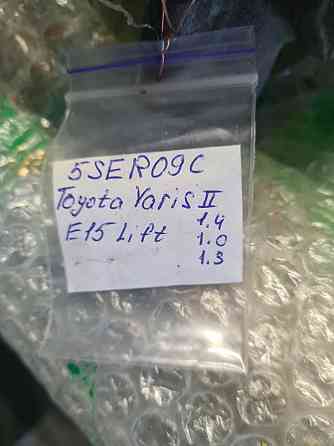 5SER09C
Toyota Yaris II
E15 Lift 1.4
1.0
1.3